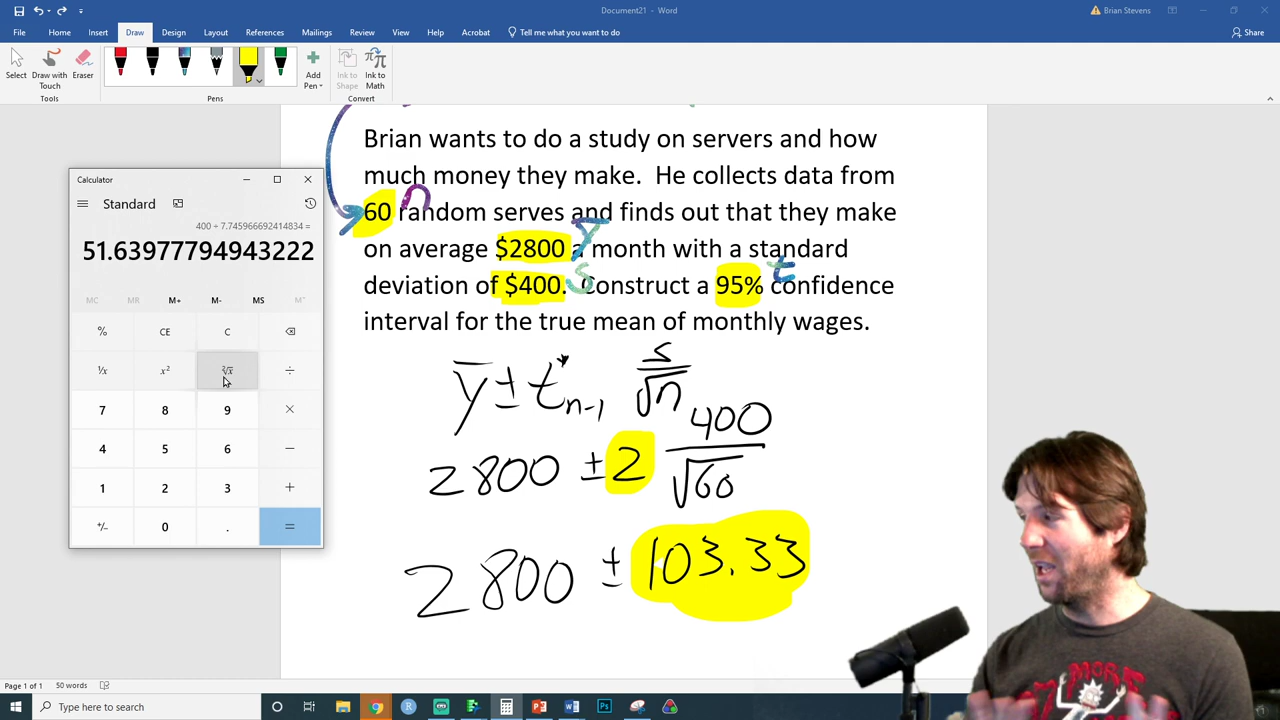 Document21 - Word
Brian Stevens
File Home Insert Draw Design Layout References Mailings Review View Help Acrobat Tell me what you want to do Share
Select Draw with Touch Eraser Add Pen Ink to Shape Ink to Math
Tools Pens Convert
Brian wants to do a study on servers and how
much money they make. He collects data from
60 random serves and finds out that they make
n
on average $2800 a month with a standard
deviation of $400. Construct a 95% confidence
s t
interval for the true mean of monthly wages.
y̅ ± t*n-1 s/√n
2800 ± 2 400/√60
2800 ± 103.33
Calculator
Standard
400 ÷ 7.745966692414834 =
51.63977794943222
MC MR M+ M- MS M˅
% CE C ⌫
¹/x x² ²√x ÷
7 8 9 ×
4 5 6 −
1 2 3 +
+/− 0 . =
Page 1 of 1 50 words
Type here to search